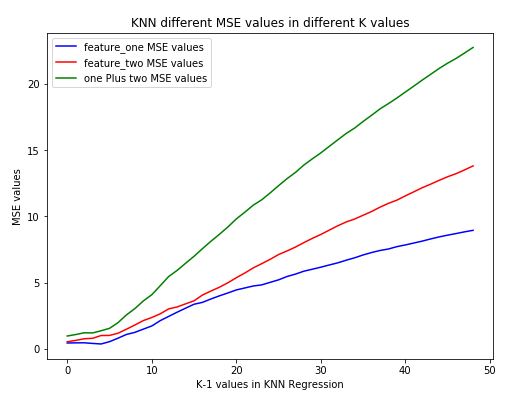 KNN different MSE values in different K values
feature_one MSE values
feature_two MSE values
one Plus two MSE values
MSE values
20
15
10
5
0
0 10 20 30 40 50
K-1 values in KNN Regression